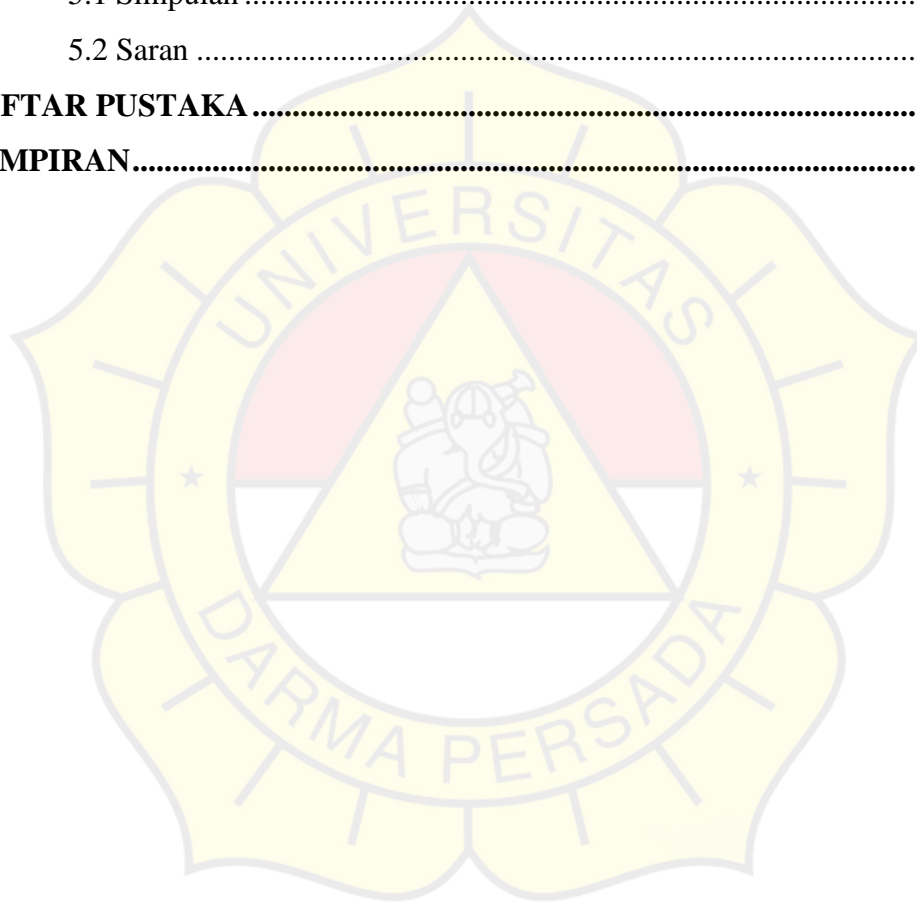 5.1 Simpulan ........................................................................................
5.2 Saran ..............................................................................................
FTAR PUSTAKA ...................................................................................
MPIRAN..................................................................................................
UNIVERSITAS
DARMA PERSADA